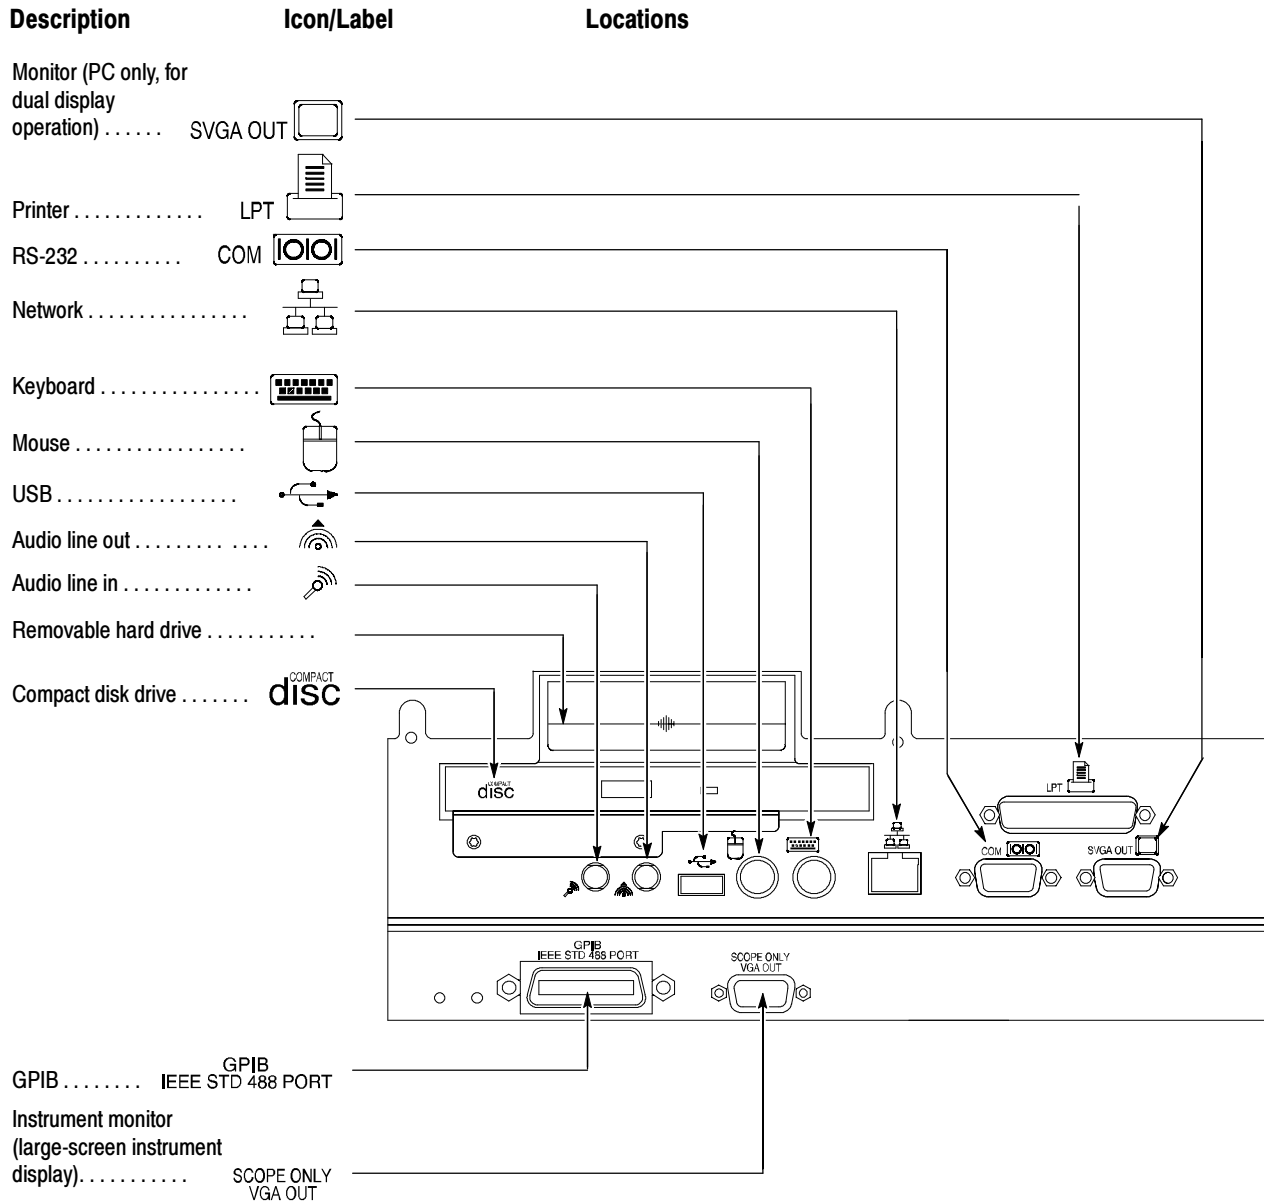 Description Icon/Label Locations
Monitor (PC only, for
dual display
operation) . . . . . . SVGA OUT
Printer . . . . . . . . . . . . . LPT
RS-232 . . . . . . . . . . COM IOIOI
Network . . . . . . . . . . . . . . . .
Keyboard . . . . . . . . . . . . . . .
Mouse . . . . . . . . . . . . . . . . .
USB . . . . . . . . . . . . . . . . . .
Audio line out . . . . . . . . . . . . .
Audio line in . . . . . . . . . . . . .
Removable hard drive . . . . . . . . . . .
Compact disk drive . . . . . . . COMPACT
disc
COMPACT
disc
LPT
COM IOIOI
SVGA OUT
GPIB
IEEE STD 488 PORT
SCOPE ONLY
VGA OUT
GPIB . . . . . . . . GPIB
IEEE STD 488 PORT
Instrument monitor
(large-screen instrument
display). . . . . . . . . . . SCOPE ONLY
VGA OUT